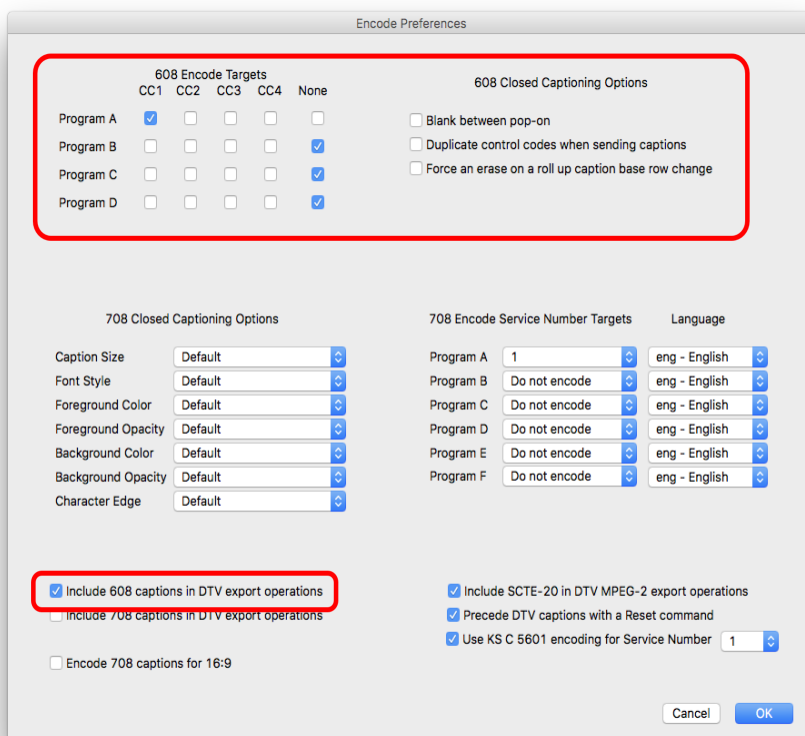 Encode Preferences
608 Encode Targets
CC1 CC2 CC3 CC4 None
Program A
Program B
Program C
Program D
608 Closed Captioning Options
Blank between pop-on
Duplicate control codes when sending captions
Force an erase on a roll up caption base row change
708 Closed Captioning Options
Caption Size Default
Font Style Default
Foreground Color Default
Foreground Opacity Default
Background Color Default
Background Opacity Default
Character Edge Default
708 Encode Service Number Targets Language
Program A 1 eng - English
Program B Do not encode eng - English
Program C Do not encode eng - English
Program D Do not encode eng - English
Program E Do not encode eng - English
Program F Do not encode eng - English
Include 608 captions in DTV export operations
Include 708 captions in DTV export operations
Encode 708 captions for 16:9
Include SCTE-20 in DTV MPEG-2 export operations
Precede DTV captions with a Reset command
Use KS C 5601 encoding for Service Number 1
Cancel OK